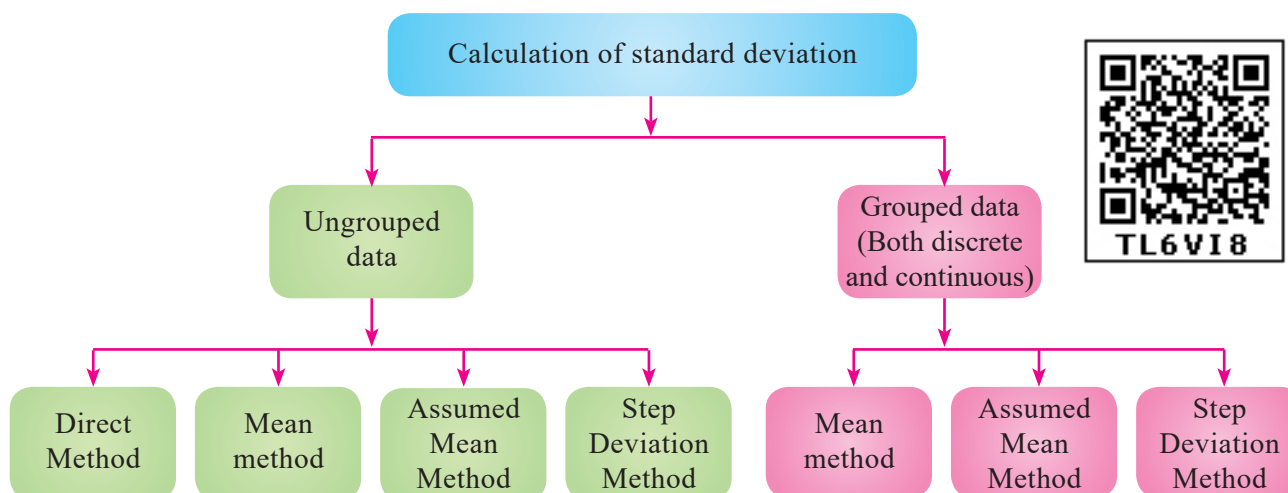 Calculation of standard deviation
Ungrouped
data
Grouped data
(Both discrete
and continuous)
TL6VI8
Direct
Method
Mean
method
Assumed
Mean
Method
Step
Deviation
Method
Mean
method
Assumed
Mean
Method
Step
Deviation
Method